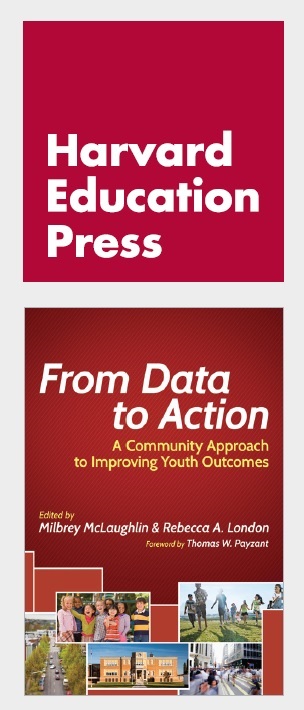 Harvard
Education
Press
From Data
to Action
A Community Approach
to Improving Youth Outcomes
Edited by
Milbrey McLaughlin & Rebecca A. London
Foreword by Thomas W. Payzant